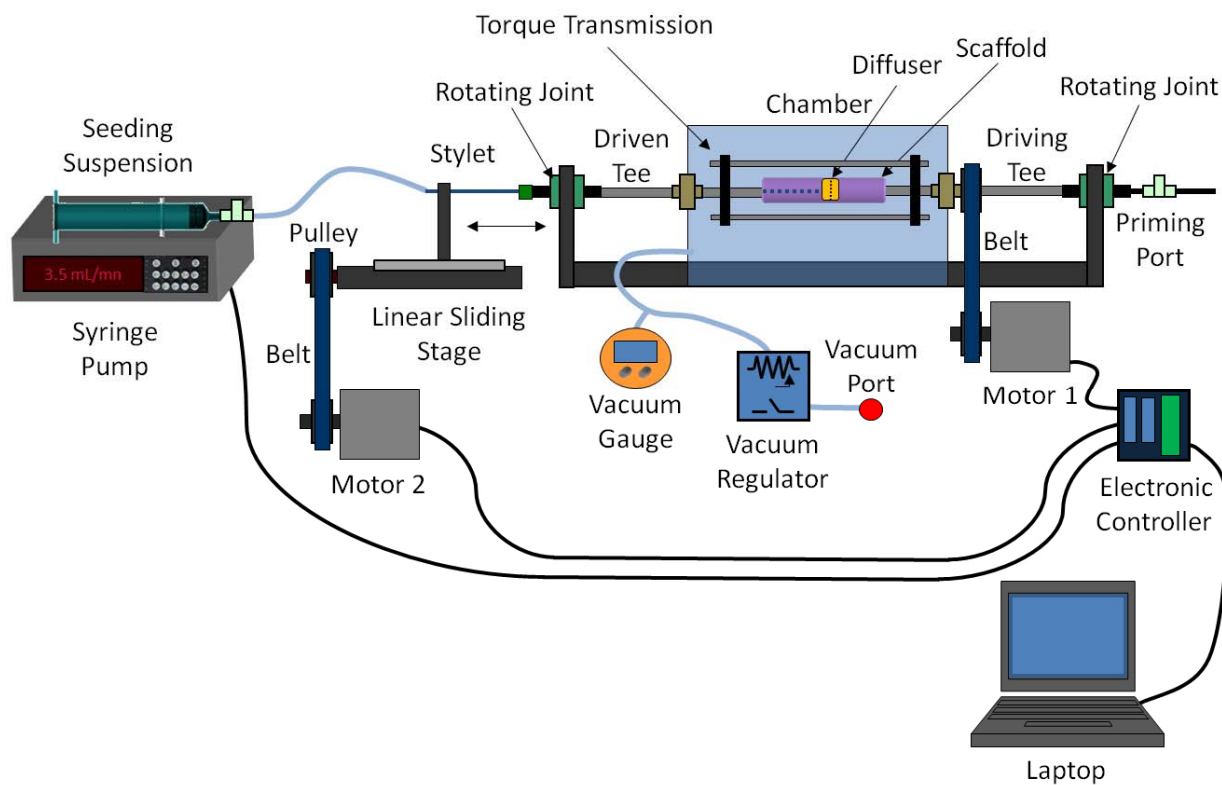 Torque Transmission
Scaffold
Diffuser
Rotating Joint
Chamber
Rotating Joint
Seeding
Suspension
Stylet
Driven
Tee
Driving
Tee
Priming
Port
Pulley
Belt
3.5 mL/mn
Syringe
Pump
Linear Sliding
Stage
Belt
Vacuum
Port
Motor 1
Vacuum
Gauge
Vacuum
Regulator
Motor 2
Electronic
Controller
Laptop